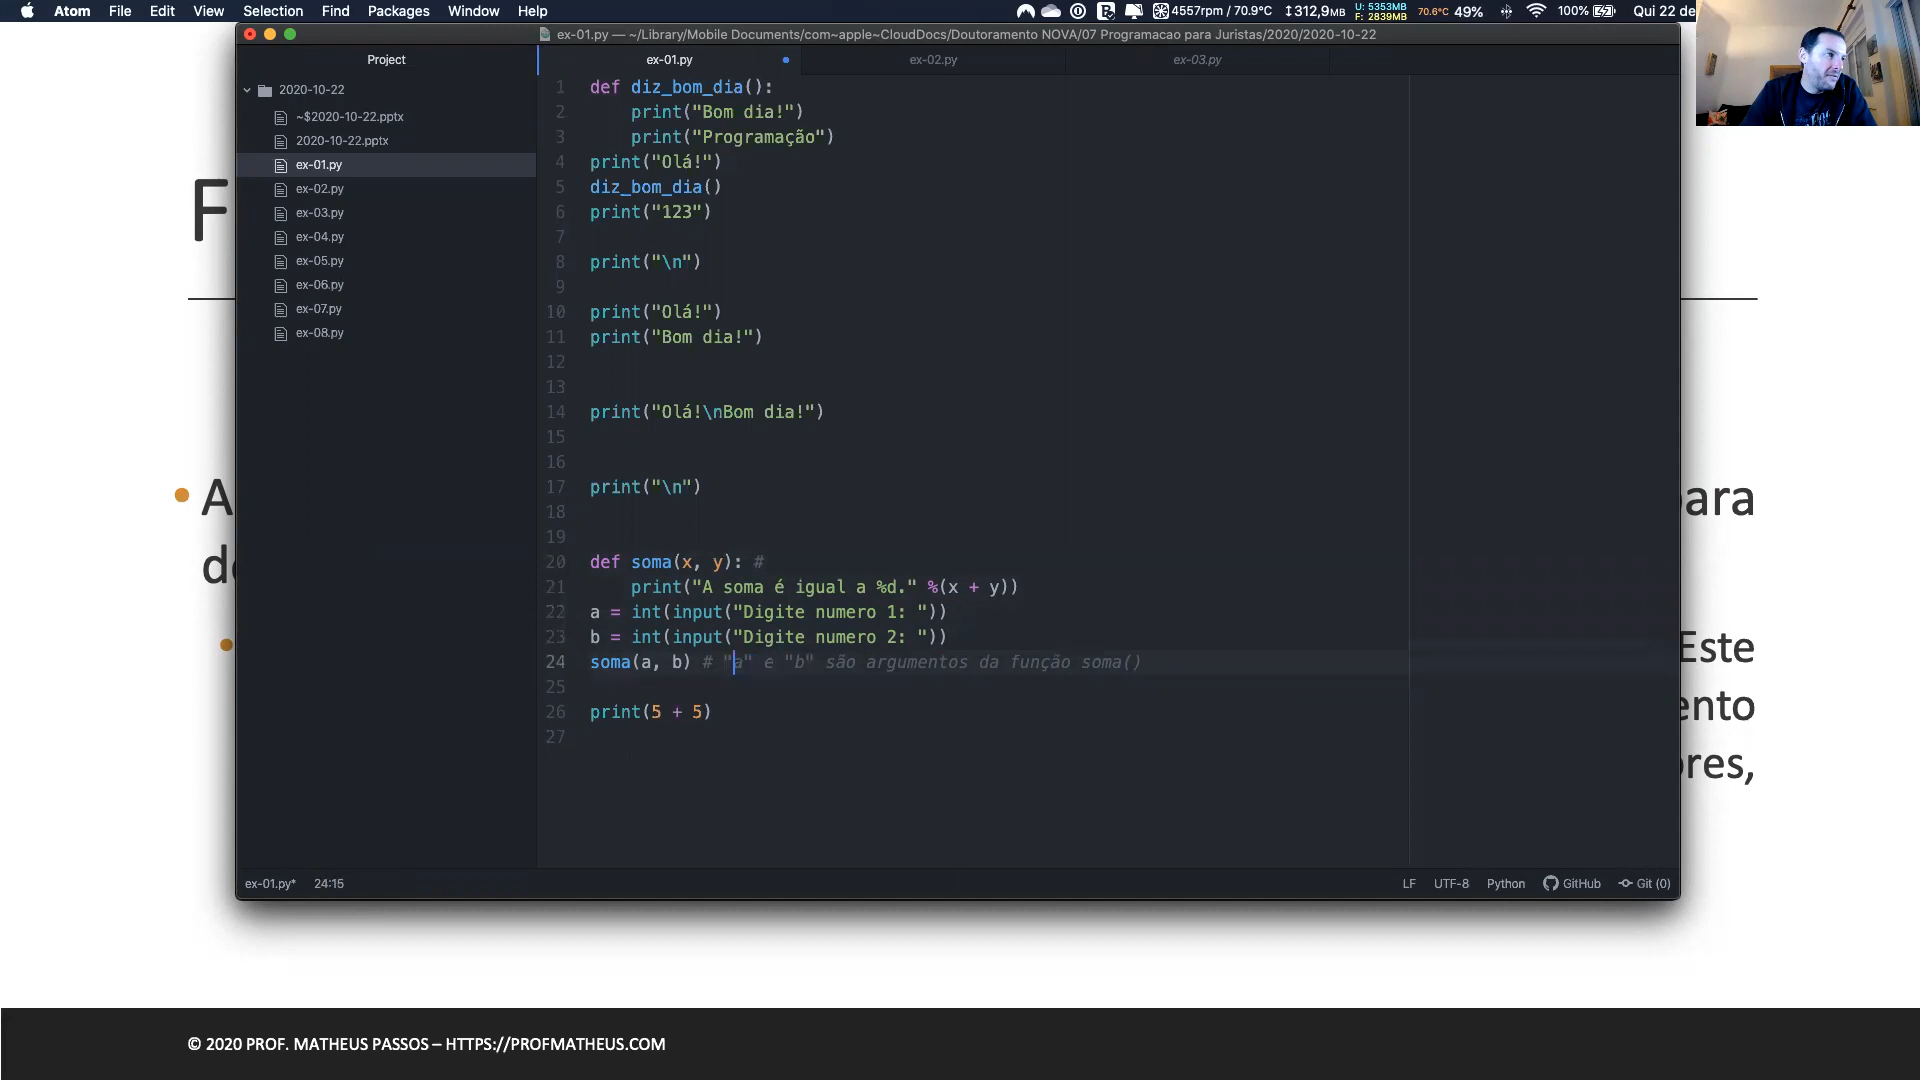 Atom File Edit View Selection Find Packages Window Help
4557rpm / 70.9°C ↕312,9MB U: 5353MB F: 2839MB 70.6°C 49% 100% Qui 22 de
ex-01.py — ~/Library/Mobile Documents/com~apple~CloudDocs/Doutoramento NOVA/07 Programacao para Juristas/2020/2020-10-22
Project
ex-01.py
ex-02.py
ex-03.py
2020-10-22
~$2020-10-22.pptx
2020-10-22.pptx
ex-01.py
ex-02.py
ex-03.py
ex-04.py
ex-05.py
ex-06.py
ex-07.py
ex-08.py
1 def diz_bom_dia():
2 print("Bom dia!")
3 print("Programação")
4 print("Olá!")
5 diz_bom_dia()
6 print("123")
7
8 print("\n")
9
10 print("Olá!")
11 print("Bom dia!")
12
13
14 print("Olá!\nBom dia!")
15
16
17 print("\n")
18
19
20 def soma(x, y): #
21 print("A soma é igual a %d." %(x + y))
22 a = int(input("Digite numero 1: "))
23 b = int(input("Digite numero 2: "))
24 soma(a, b) # "a" e "b" são argumentos da função soma()
25
26 print(5 + 5)
27
ex-01.py* 24:15
LF UTF-8 Python GitHub Git (0)
F
A
para
de
Este
ento
ores,
© 2020 PROF. MATHEUS PASSOS – HTTPS://PROFMATHEUS.COM